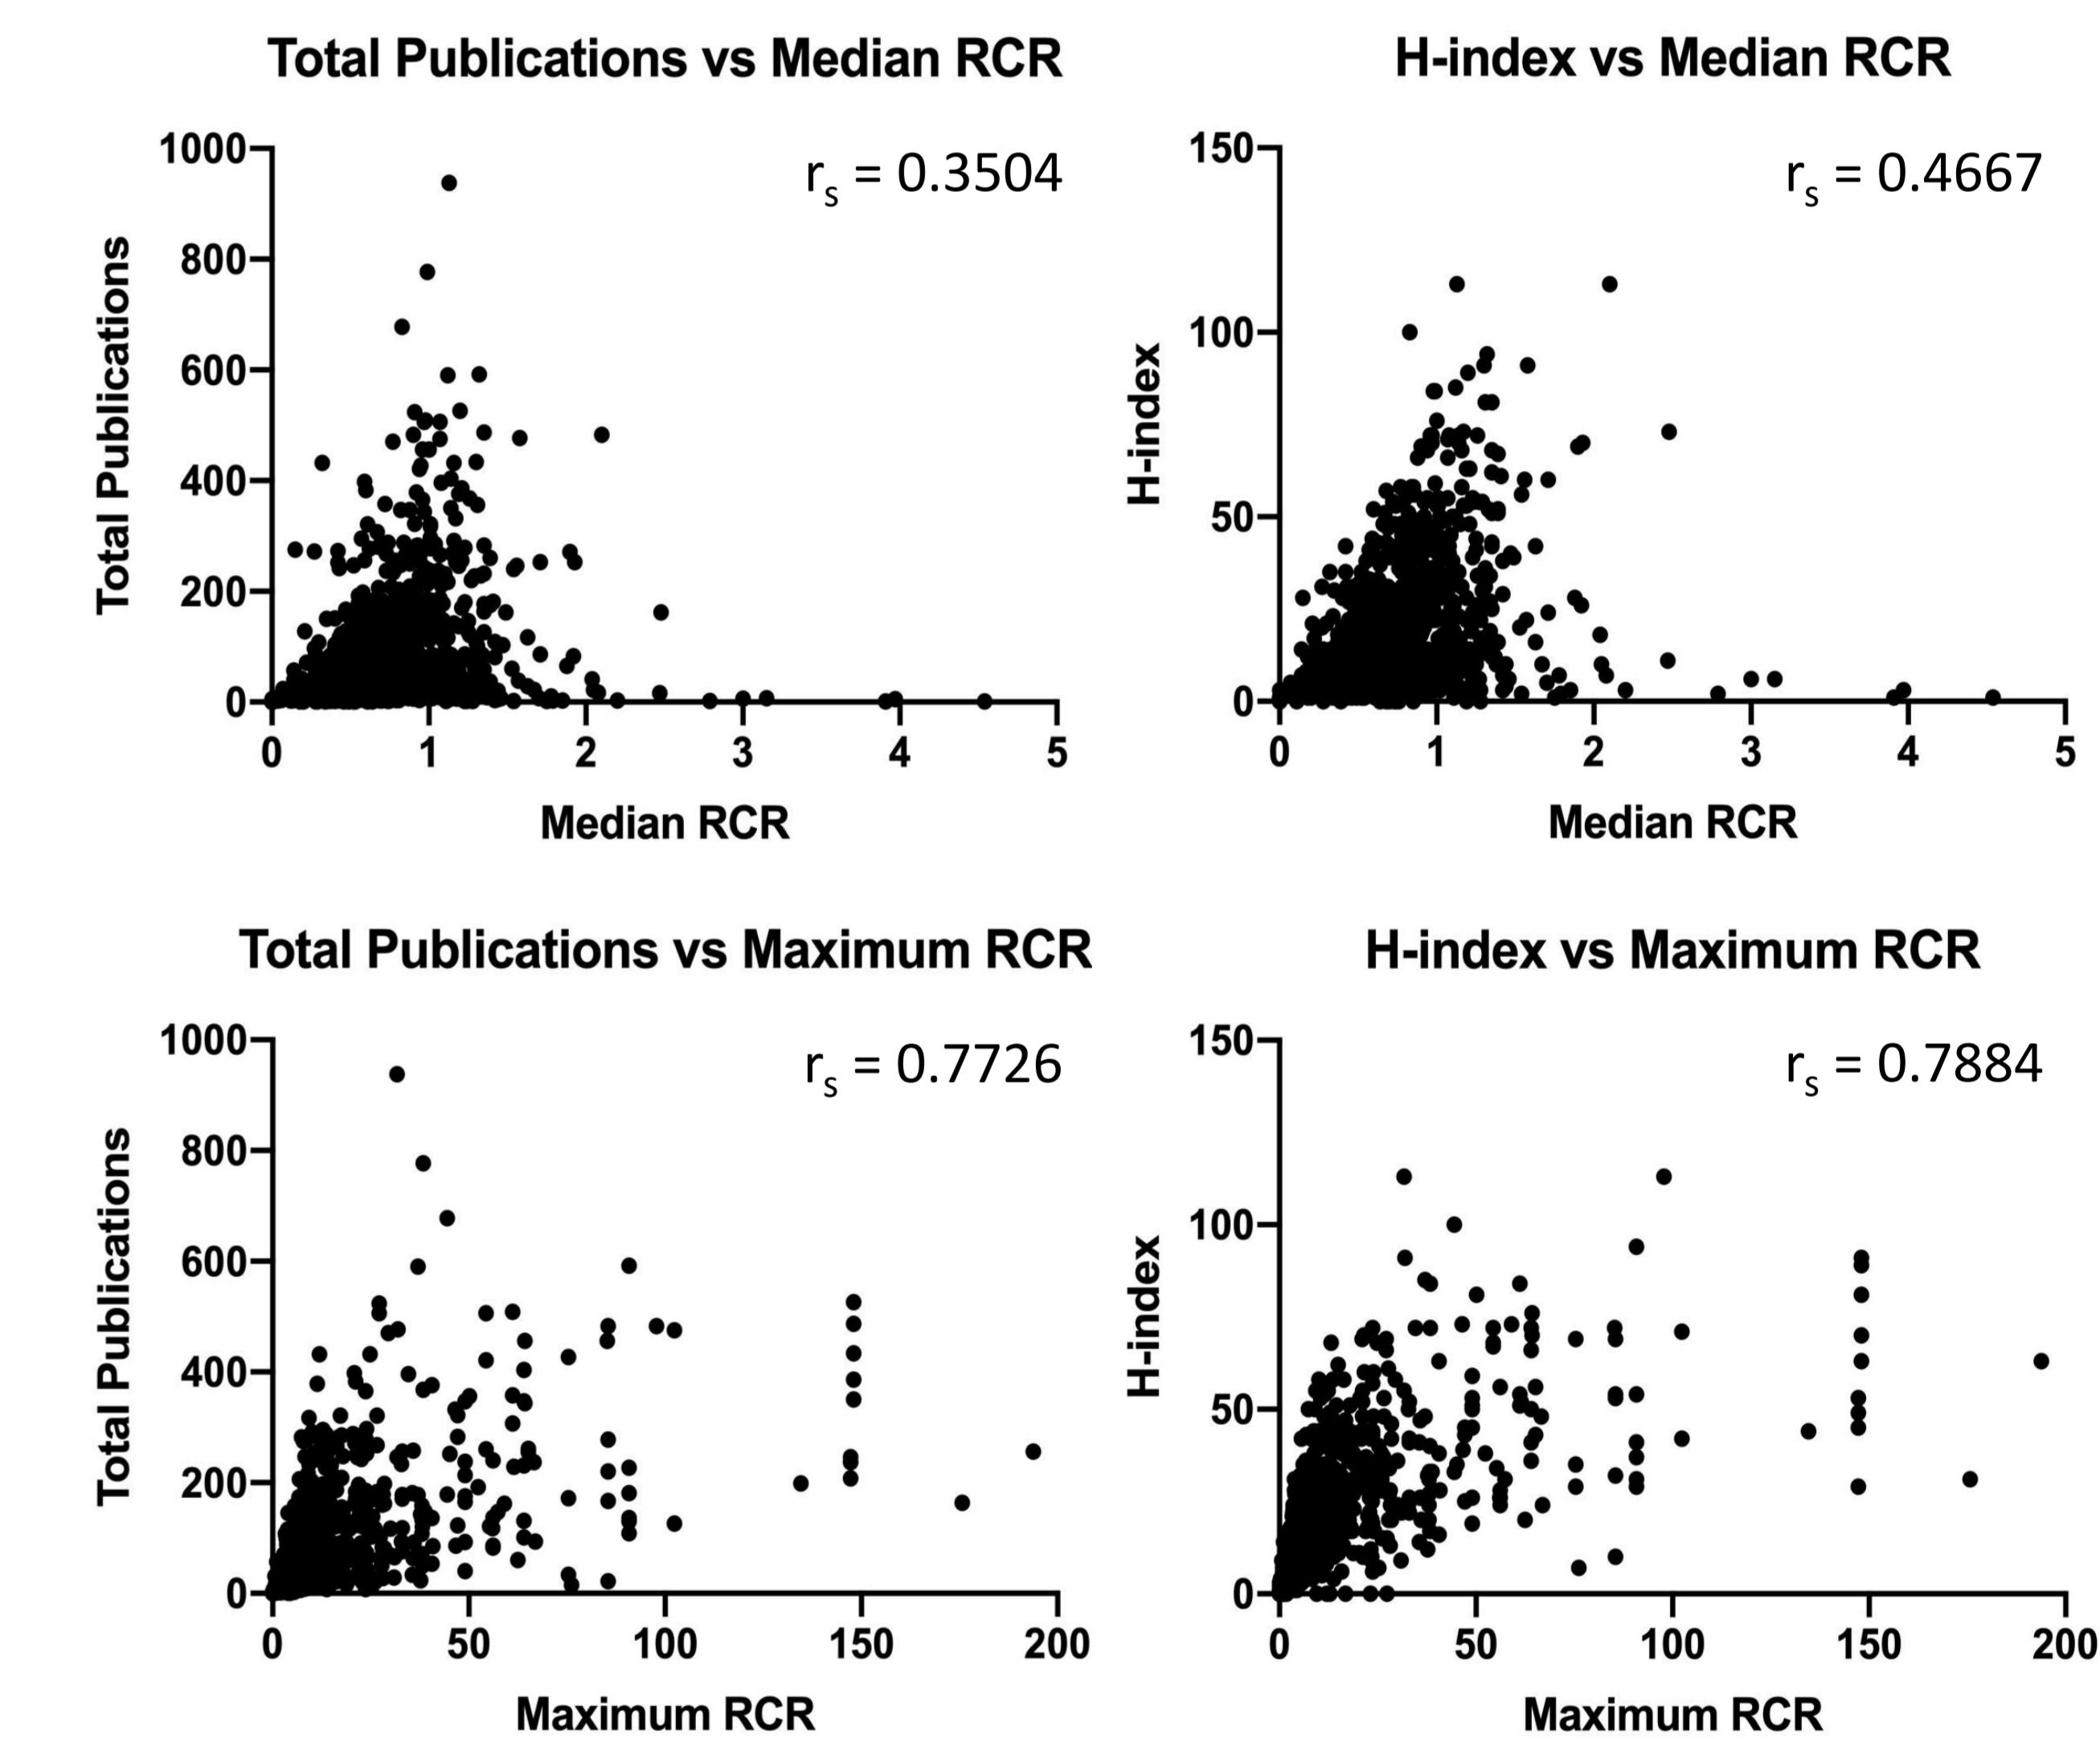 Total Publications vs Median RCR
rs = 0.3504
Total Publications
1000
800
600
400
200
0
0 1 2 3 4 5
Median RCR
H-index vs Median RCR
rs = 0.4667
H-index
150
100
50
0
0 1 2 3 4 5
Median RCR
Total Publications vs Maximum RCR
rs = 0.7726
Total Publications
1000
800
600
400
200
0
0 50 100 150 200
Maximum RCR
H-index vs Maximum RCR
rs = 0.7884
H-index
150
100
50
0
0 50 100 150 200
Maximum RCR